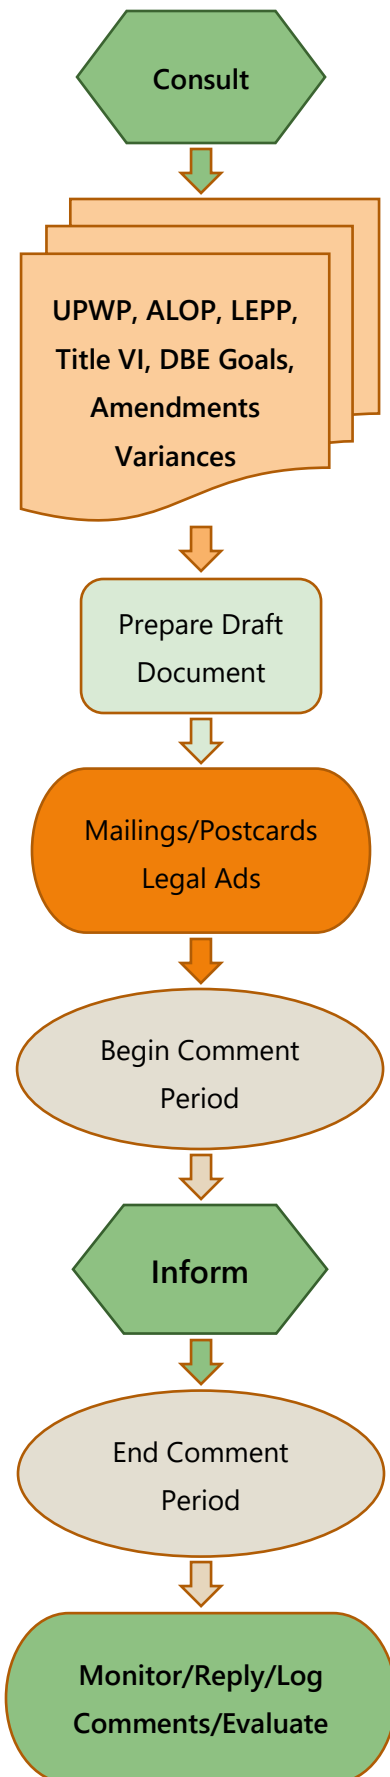 Consult
UPWP, ALOP, LEPP,
Title VI, DBE Goals,
Amendments
Variances
Prepare Draft
Document
Mailings/Postcards
Legal Ads
Begin Comment
Period
Inform
End Comment
Period
Monitor/Reply/Log
Comments/Evaluate